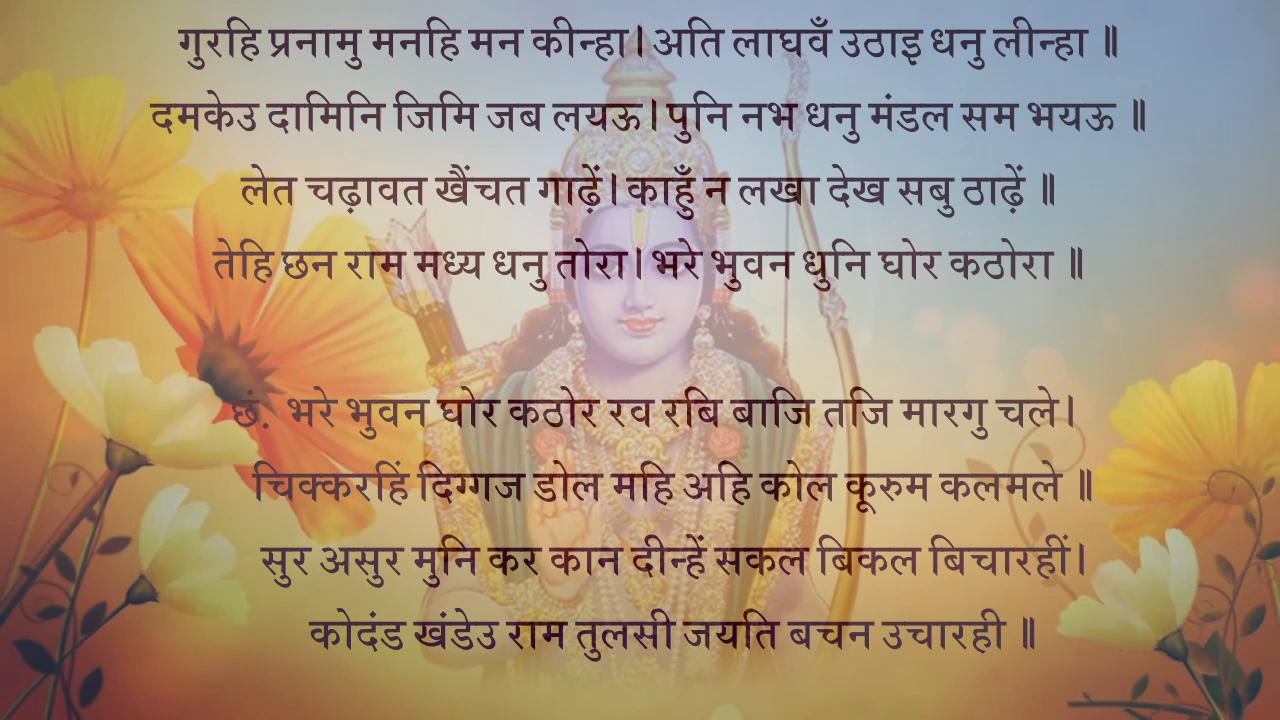 गुरहि प्रनामु मनहि मन कीन्हा। अति लाघवँ उठाइ धनु लीन्हा ॥
दमकेउ दामिनि जिमि जब लयऊ। पुनि नभ धनु मंडल सम भयऊ ॥
लेत चढ़ावत खैंचत गाढ़ें। काहुँ न लखा देख सबु ठाढ़ें ॥
तेहि छन राम मध्य धनु तोरा। भरे भुवन धुनि घोर कठोरा ॥
छं. भरे भुवन घोर कठोर रव रबि बाजि तजि मारगु चले।
चिक्करहिं दिग्गज डोल महि अहि कोल कूरुम कलमले ॥
सुर असुर मुनि कर कान दीन्हें सकल बिकल बिचारहीं।
कोदंड खंडेउ राम तुलसी जयति बचन उचारही ॥